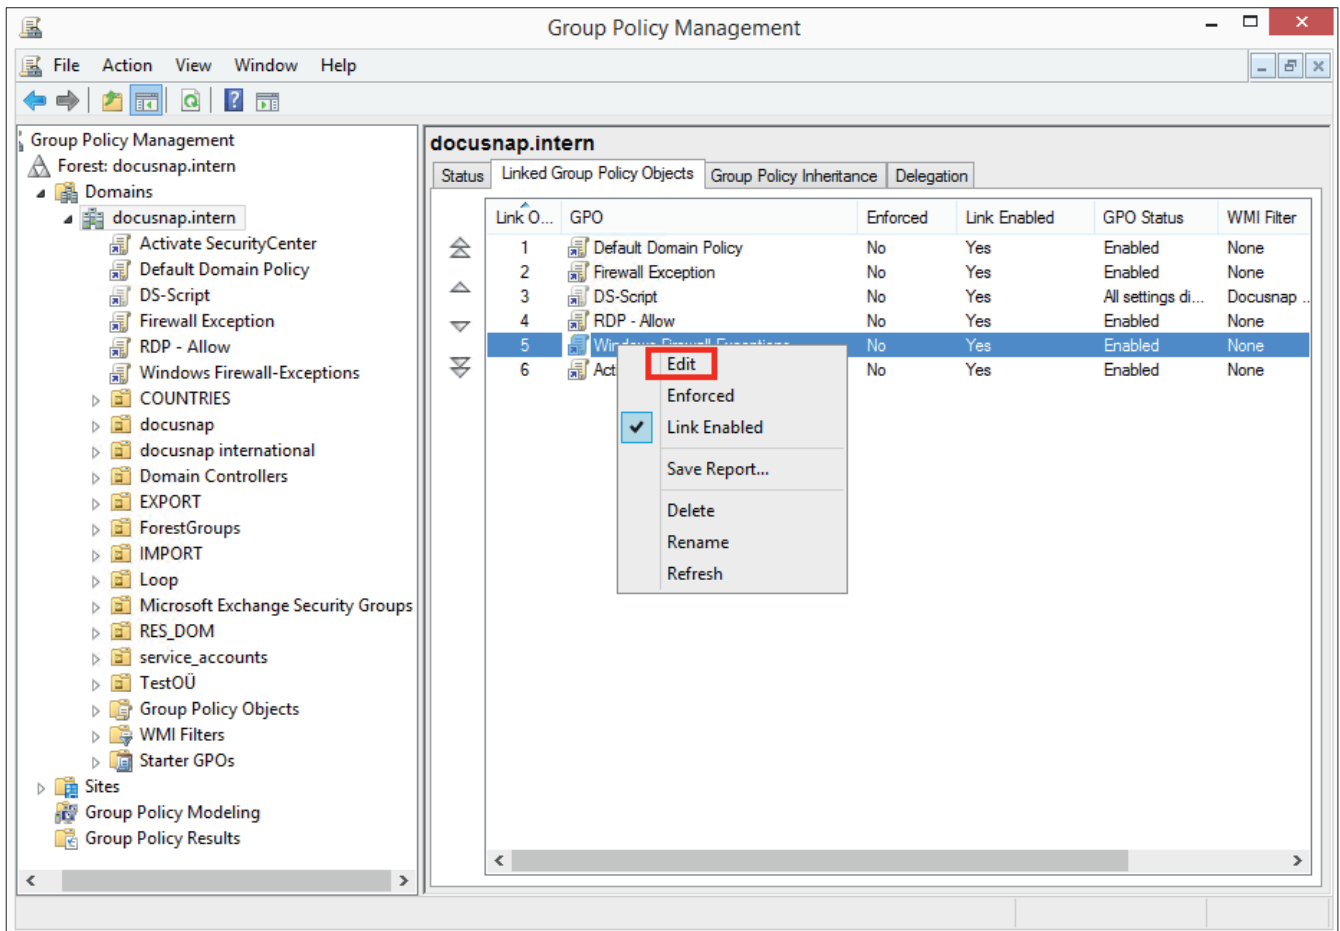 Group Policy Management
File Action View Window Help
Group Policy Management
Forest: docusnap.intern
Domains
docusnap.intern
Activate SecurityCenter
Default Domain Policy
DS-Script
Firewall Exception
RDP - Allow
Windows Firewall-Exceptions
COUNTRIES
docusnap
docusnap international
Domain Controllers
EXPORT
ForestGroups
IMPORT
Loop
Microsoft Exchange Security Groups
RES_DOM
service_accounts
TestOÜ
Group Policy Objects
WMI Filters
Starter GPOs
Sites
Group Policy Modeling
Group Policy Results
docusnap.intern
Status Linked Group Policy Objects Group Policy Inheritance Delegation
Link O... GPO Enforced Link Enabled GPO Status WMI Filter
1 Default Domain Policy No Yes Enabled None
2 Firewall Exception No Yes Enabled None
3 DS-Script No Yes All settings di... Docusnap ..
4 RDP - Allow No Yes Enabled None
5 Windows Firewall-Exceptions No Yes Enabled None
6 Act No Yes Enabled None
Edit
Enforced
Link Enabled
Save Report...
Delete
Rename
Refresh